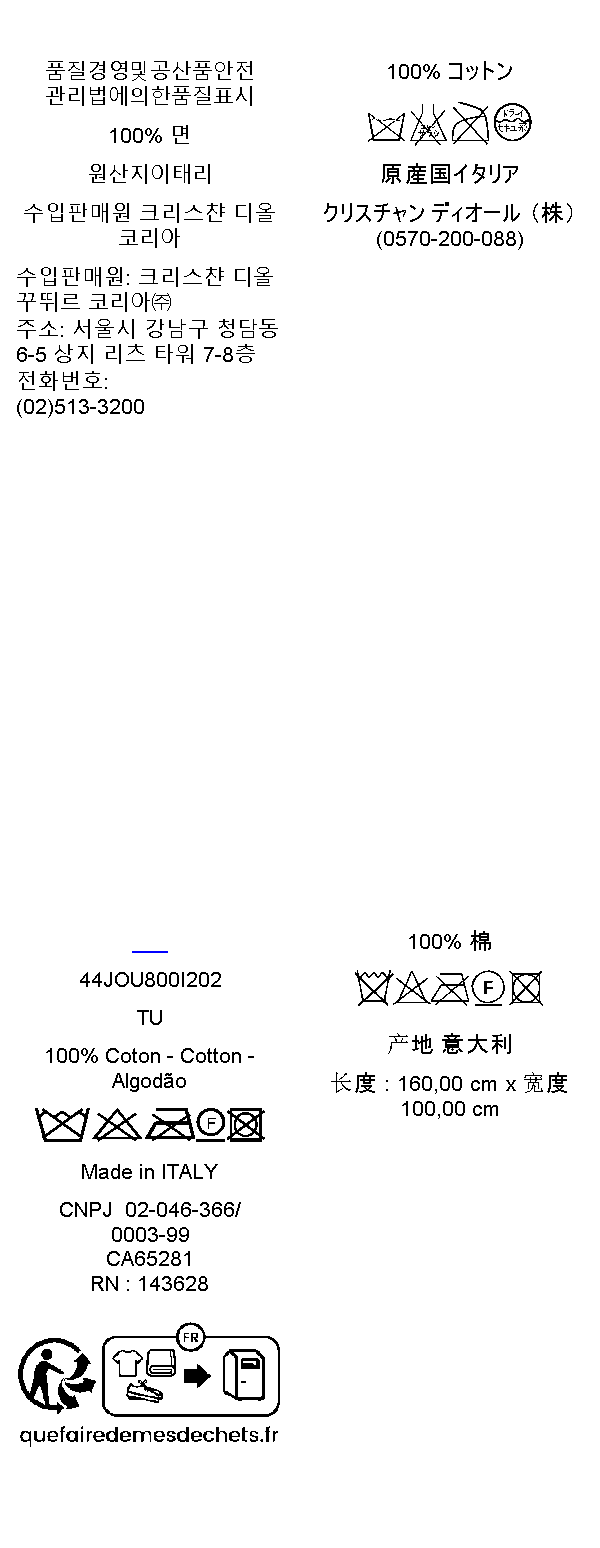 품질경영및공산품안전
관리법에의한품질표시
100% 면
원산지이태리
수입판매원 크리스챤 디올
코리아
수입판매원: 크리스챤 디올
꾸뛰르 코리아㈜
주소: 서울시 강남구 청담동
6-5 상지 리츠 타워 7-8층
전화번호:
(02)513-3200
100% コットン
ドライ
セキユ系
原産国イタリア
クリスチャン ディオール（株）
(0570-200-088)
44JOU800I202
TU
100% Coton - Cotton -
Algodão
F
Made in ITALY
CNPJ 02-046-366/
0003-99
CA65281
RN : 143628
FR
quefairedemesdechets.fr
100% 棉
F
产地 意大利
长度 : 160,00 cm x 宽度
100,00 cm